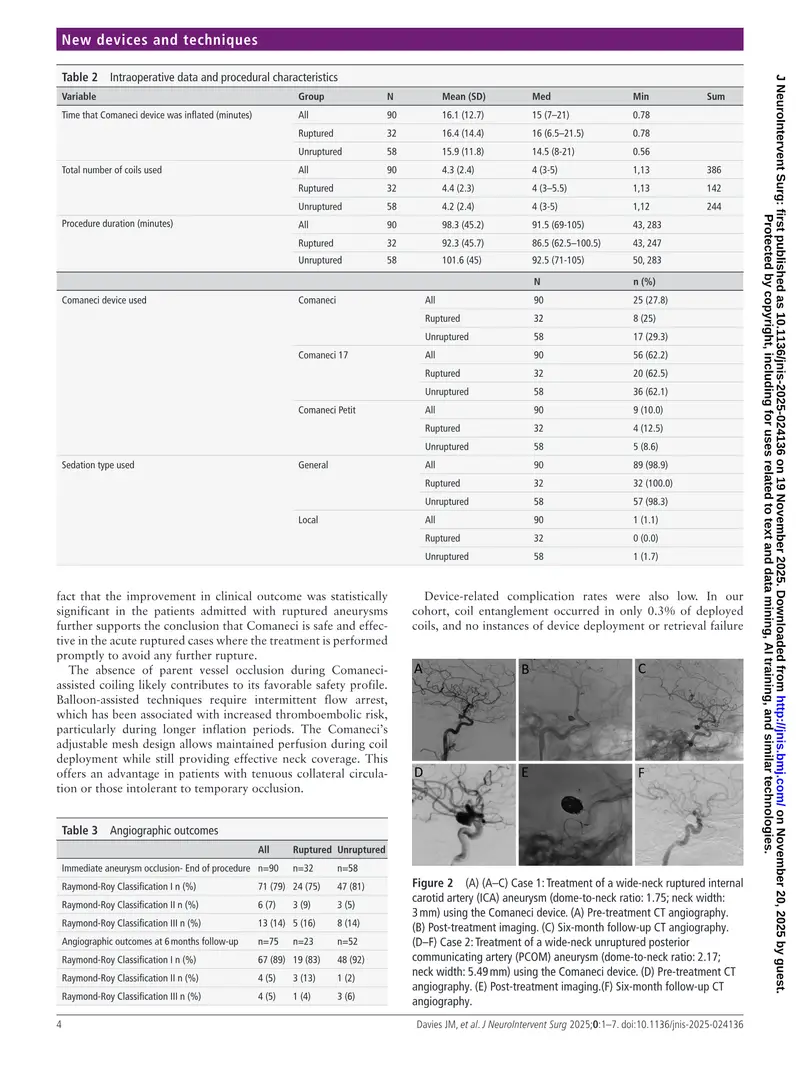 New devices and techniques
Table 2 Intraoperative data and procedural characteristics
Variable Group N Mean (SD) Med Min Sum
Time that Comaneci device was inflated (minutes) All 90 16.1 (12.7) 15 (7–21) 0.78
Ruptured 32 16.4 (14.4) 16 (6.5–21.5) 0.78
Unruptured 58 15.9 (11.8) 14.5 (8-21) 0.56
Total number of coils used All 90 4.3 (2.4) 4 (3-5) 1,13 386
Ruptured 32 4.4 (2.3) 4 (3–5.5) 1,13 142
Unruptured 58 4.2 (2.4) 4 (3-5) 1,12 244
Procedure duration (minutes) All 90 98.3 (45.2) 91.5 (69-105) 43, 283
Ruptured 32 92.3 (45.7) 86.5 (62.5–100.5) 43, 247
Unruptured 58 101.6 (45) 92.5 (71-105) 50, 283
N n (%)
Comaneci device used Comaneci All 90 25 (27.8)
Ruptured 32 8 (25)
Unruptured 58 17 (29.3)
Comaneci 17 All 90 56 (62.2)
Ruptured 32 20 (62.5)
Unruptured 58 36 (62.1)
Comaneci Petit All 90 9 (10.0)
Ruptured 32 4 (12.5)
Unruptured 58 5 (8.6)
Sedation type used General All 90 89 (98.9)
Ruptured 32 32 (100.0)
Unruptured 58 57 (98.3)
Local All 90 1 (1.1)
Ruptured 32 0 (0.0)
Unruptured 58 1 (1.7)
fact that the improvement in clinical outcome was statistically
significant in the patients admitted with ruptured aneurysms
further supports the conclusion that Comaneci is safe and effec-
tive in the acute ruptured cases where the treatment is performed
promptly to avoid any further rupture.
The absence of parent vessel occlusion during Comaneci-
assisted coiling likely contributes to its favorable safety profile.
Balloon-assisted techniques require intermittent flow arrest,
which has been associated with increased thromboembolic risk,
particularly during longer inflation periods. The Comaneci's
adjustable mesh design allows maintained perfusion during coil
deployment while still providing effective neck coverage. This
offers an advantage in patients with tenuous collateral circula-
tion or those intolerant to temporary occlusion.
Table 3 Angiographic outcomes
All Ruptured Unruptured
Immediate aneurysm occlusion- End of procedure n=90 n=32 n=58
Raymond-Roy Classification I n (%) 71 (79) 24 (75) 47 (81)
Raymond-Roy Classification II n (%) 6 (7) 3 (9) 3 (5)
Raymond-Roy Classification III n (%) 13 (14) 5 (16) 8 (14)
Angiographic outcomes at 6 months follow-up n=75 n=23 n=52
Raymond-Roy Classification I n (%) 67 (89) 19 (83) 48 (92)
Raymond-Roy Classification II n (%) 4 (5) 3 (13) 1 (2)
Raymond-Roy Classification III n (%) 4 (5) 1 (4) 3 (6)
Device-related complication rates were also low. In our
cohort, coil entanglement occurred in only 0.3% of deployed
coils, and no instances of device deployment or retrieval failure
A B C
D E F
Figure 2 (A) (A–C) Case 1: Treatment of a wide-neck ruptured internal
carotid artery (ICA) aneurysm (dome-to-neck ratio: 1.75; neck width:
3 mm) using the Comaneci device. (A) Pre-treatment CT angiography.
(B) Post-treatment imaging. (C) Six-month follow-up CT angiography.
(D–F) Case 2: Treatment of a wide-neck unruptured posterior
communicating artery (PCOM) aneurysm (dome-to-neck ratio: 2.17;
neck width: 5.49 mm) using the Comaneci device. (D) Pre-treatment CT
angiography. (E) Post-treatment imaging.(F) Six-month follow-up CT
angiography.
4 Davies JM, et al. J NeuroIntervent Surg 2025;0:1–7. doi:10.1136/jnis-2025-024136
J NeuroIntervent Surg: first published as 10.1136/jnis-2025-024136 on 19 November 2025. Downloaded from http://jnis.bmj.com/ on November 20, 2025 by guest.
Protected by copyright, including for uses related to text and data mining, AI training, and similar technologies.